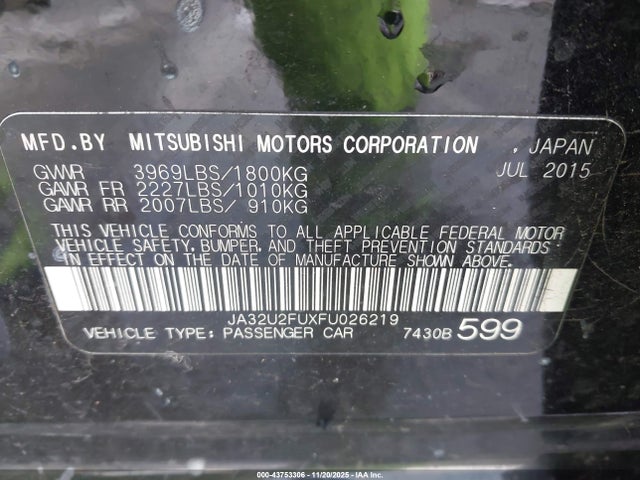 MFD.BY MITSUBISHI MOTORS CORPORATION , JAPAN
GVWR 3969LBS/1800KG JUL 2015
GAWR FR 2227LBS/1010KG
GAWR RR 2007LBS/ 910KG
THIS VEHICLE CONFORMS TO ALL APPLICABLE FEDERAL MOTOR
VEHICLE SAFETY, BUMPER, AND THEFT PREVENTION STANDARDS
IN EFFECT ON THE DATE OF MANUFACTURE SHOWN ABOVE.
JA32U2FUXFU026219
VEHICLE TYPE: PASSENGER CAR 7430B 599
000-43753306 - 11/20/2025 - IAA Inc.